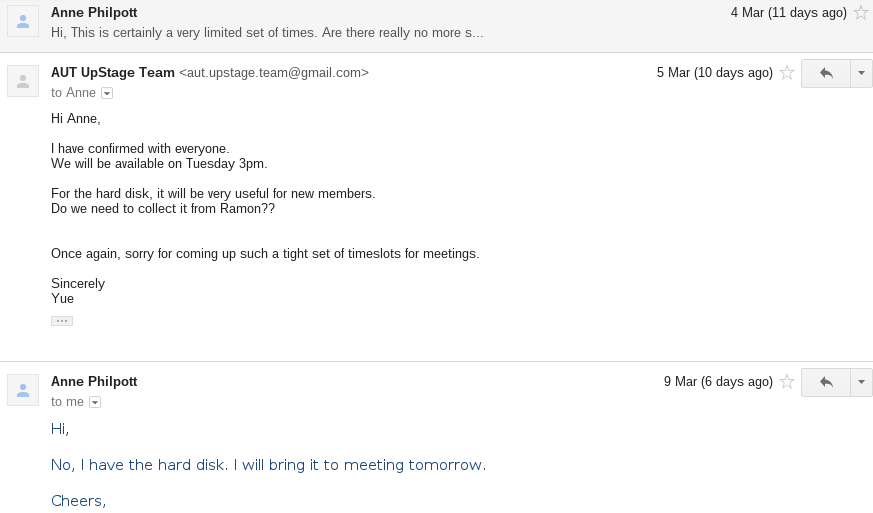 Anne Philpott 4 Mar (11 days ago)
Hi, This is certainly a very limited set of times. Are there really no more s...
AUT UpStage Team <aut.upstage.team@gmail.com> 5 Mar (10 days ago)
to Anne
Hi Anne,
I have confirmed with everyone.
We will be available on Tuesday 3pm.
For the hard disk, it will be very useful for new members.
Do we need to collect it from Ramon??
Once again, sorry for coming up such a tight set of timeslots for meetings.
Sincerely
Yue
Anne Philpott 9 Mar (6 days ago)
to me
Hi,
No, I have the hard disk. I will bring it to meeting tomorrow.
Cheers,